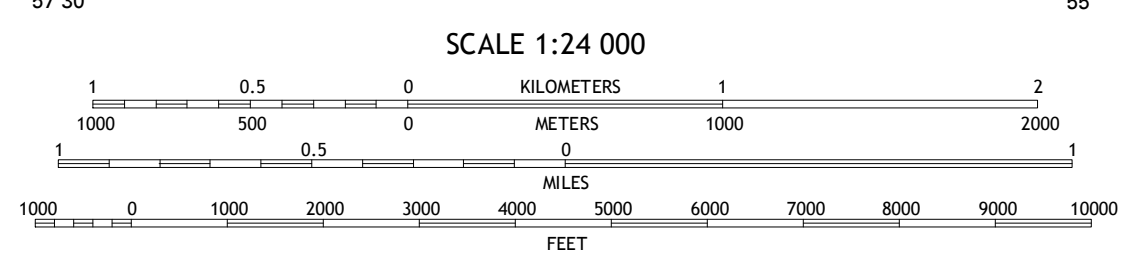 57'30" 55'
SCALE 1:24 000
1 0.5 0 KILOMETERS 1 2
1000 500 0 METERS 1000 2000
1 0.5 0 1
MILES
1000 0 1000 2000 3000 4000 5000 6000 7000 8000 9000 10000
FEET